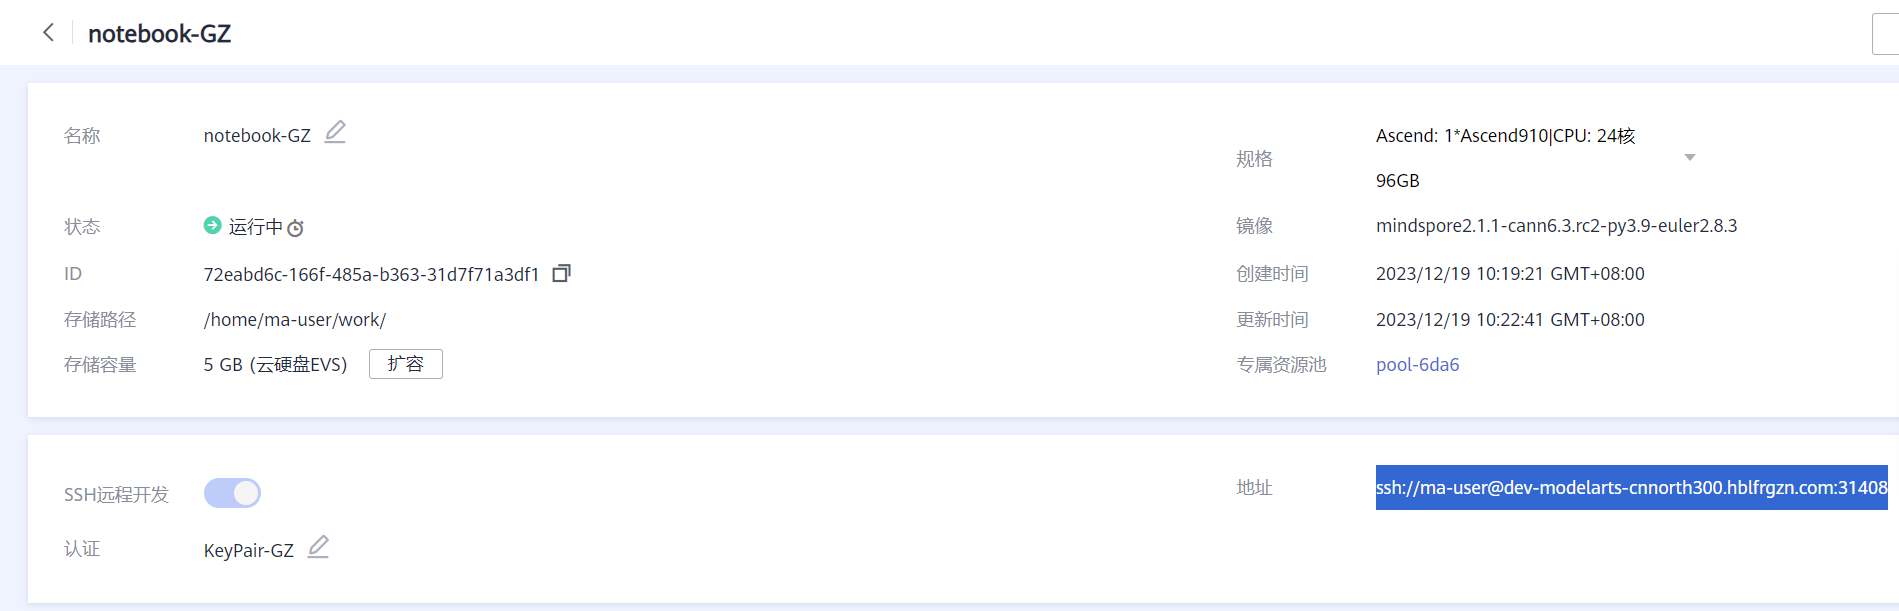 notebook-GZ
名称 notebook-GZ
规格 Ascend: 1*Ascend910|CPU: 24核
96GB
状态 运行中
镜像 mindspore2.1.1-cann6.3.rc2-py3.9-euler2.8.3
ID 72eabd6c-166f-485a-b363-31d7f71a3df1
创建时间 2023/12/19 10:19:21 GMT+08:00
存储路径 /home/ma-user/work/
更新时间 2023/12/19 10:22:41 GMT+08:00
存储容量 5 GB (云硬盘EVS) 扩容
专属资源池 pool-6da6
SSH远程开发
地址 ssh://ma-user@dev-modelarts-cnnorth300.hblfrgzn.com:31408
认证 KeyPair-GZ